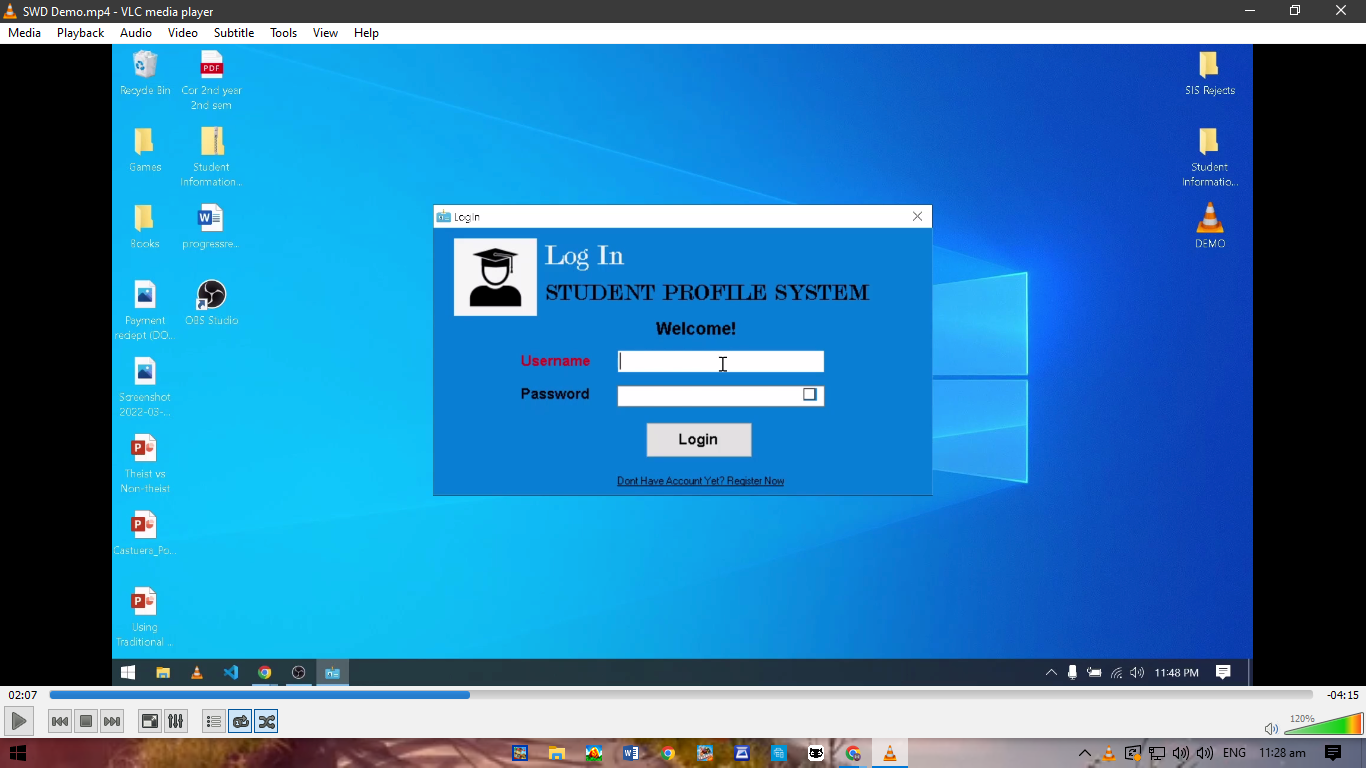 SWD Demo.mp4 - VLC media player
Media Playback Audio Video Subtitle Tools View Help
Recycle Bin
PDF
Cor 2nd year
2nd sem
SIS Rejects
Games
Student
Information...
Student
Informatio...
Books
W
progressre...
DEMO
Login
Log In
STUDENT PROFILE SYSTEM
Welcome!
Username
Password
Login
Dont Have Account Yet? Register Now
Payment
redept (DO...
OBS Studio
Screenshot
2022-03-...
P
Theist vs
Non-theist
P
Castuera_Po...
P
Using
Traditional ...
11:48 PM
02:07
-04:15
120%
ENG
11:28 am